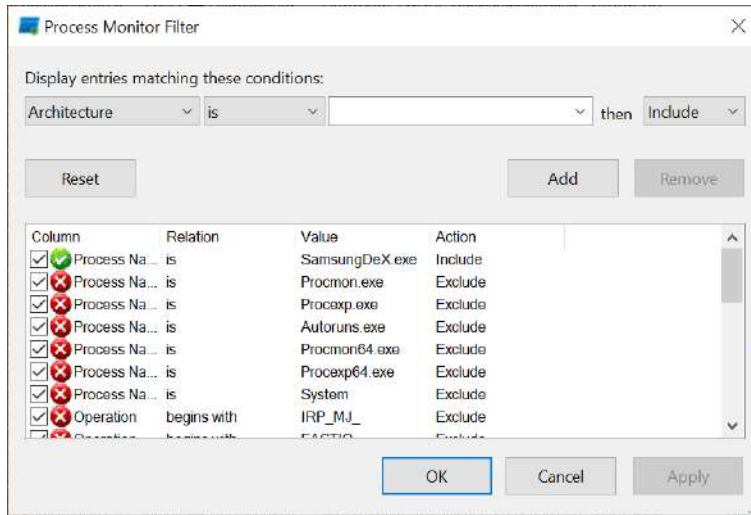 Process Monitor Filter
Display entries matching these conditions:
Architecture is then Include
Reset Add Remove
Column Relation Value Action
Process Na... is SamsungDeX.exe Include
Process Na... is Procmon.exe Exclude
Process Na... is Procexp.exe Exclude
Process Na... is Autoruns.exe Exclude
Process Na... is Procmon64.exe Exclude
Process Na... is Procexp64.exe Exclude
Process Na... is System Exclude
Operation begins with IRP_MJ_ Exclude
OK Cancel Apply